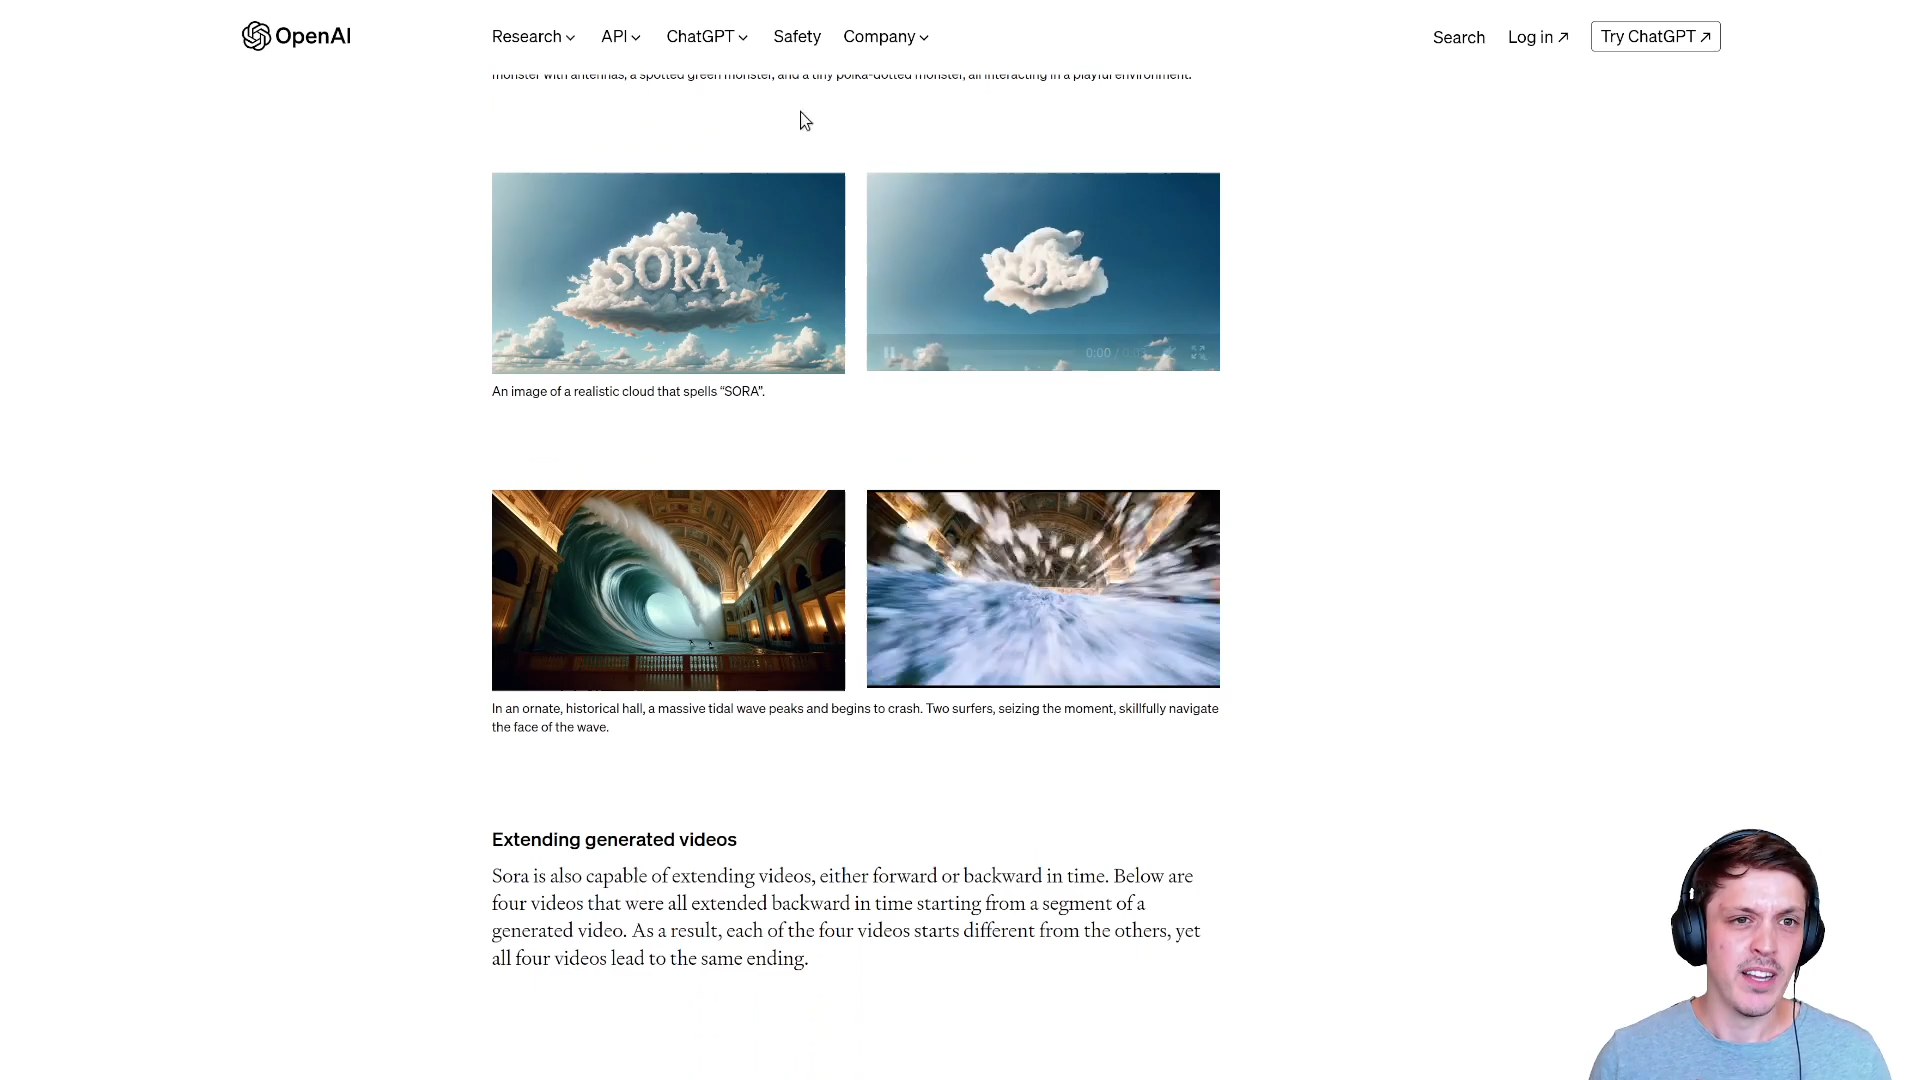 OpenAI
Research
API
ChatGPT
Safety
Company
Search
Log in ↗
Try ChatGPT ↗
monster with antennas, a spotted green monster, and a tiny polka-dotted monster, all interacting in a playful environment.
SORA
0:00 /
An image of a realistic cloud that spells “SORA”.
In an ornate, historical hall, a massive tidal wave peaks and begins to crash. Two surfers, seizing the moment, skillfully navigate
the face of the wave.
Extending generated videos
Sora is also capable of extending videos, either forward or backward in time. Below are
four videos that were all extended backward in time starting from a segment of a
generated video. As a result, each of the four videos starts different from the others, yet
all four videos lead to the same ending.